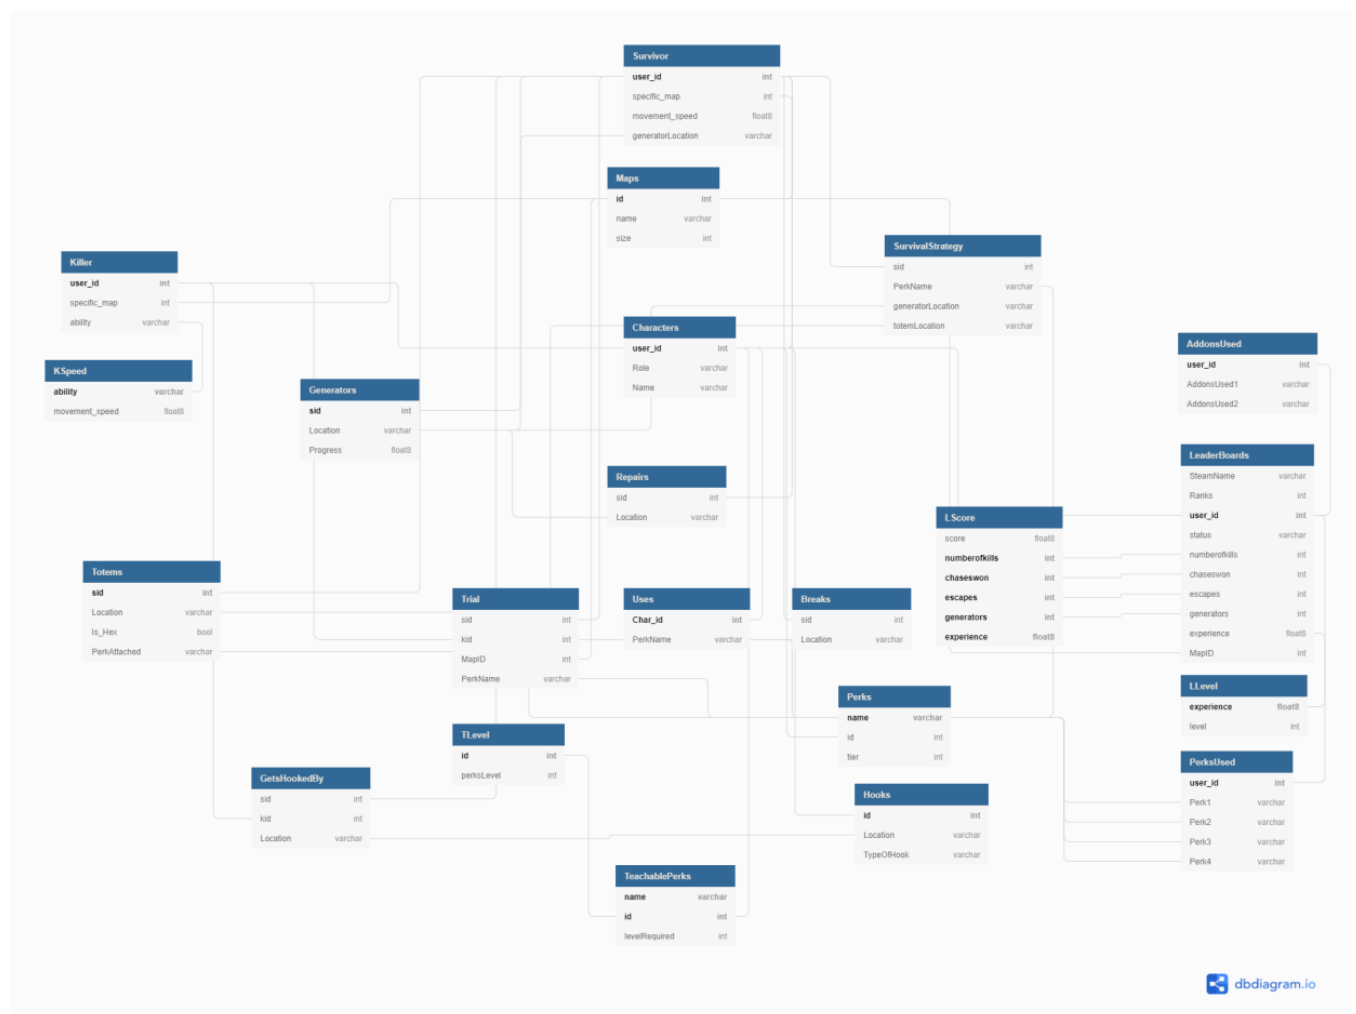 Survivor
user_id int
specific_map int
movement_speed float8
generatorLocation varchar
Maps
id int
name varchar
size int
Killer
user_id int
specific_map int
ability varchar
SurvivalStrategy
sid int
PerkName varchar
generatorLocation varchar
totemLocation varchar
Characters
user_id int
Role varchar
Name varchar
KSpeed
ability varchar
movement_speed float8
Generators
sid int
Location varchar
Progress float8
AddonsUsed
user_id int
AddonsUsed1 varchar
AddonsUsed2 varchar
LeaderBoards
SteamName varchar
Ranks int
user_id int
status varchar
numberofkills int
chaseswon int
escapes int
generators int
experience float8
MapID int
Repairs
sid int
Location varchar
LScore
score float8
numberofkills int
chaseswon int
escapes int
generators int
experience float8
Totems
sid int
Location varchar
Is_Hex bool
PerkAttached varchar
Trial
sid int
kid int
MapID int
PerkName varchar
Uses
Char_id int
PerkName varchar
Breaks
sid int
Location varchar
Perks
name varchar
id int
tier int
LLevel
experience float8
level int
TLevel
id int
perksLevel int
PerksUsed
user_id int
Perk1 varchar
Perk2 varchar
Perk3 varchar
Perk4 varchar
GetsHookedBy
sid int
kid int
Location varchar
Hooks
id int
Location varchar
TypeOfHook varchar
TeachablePerks
name varchar
id int
levelRequired int
dbdiagram.io